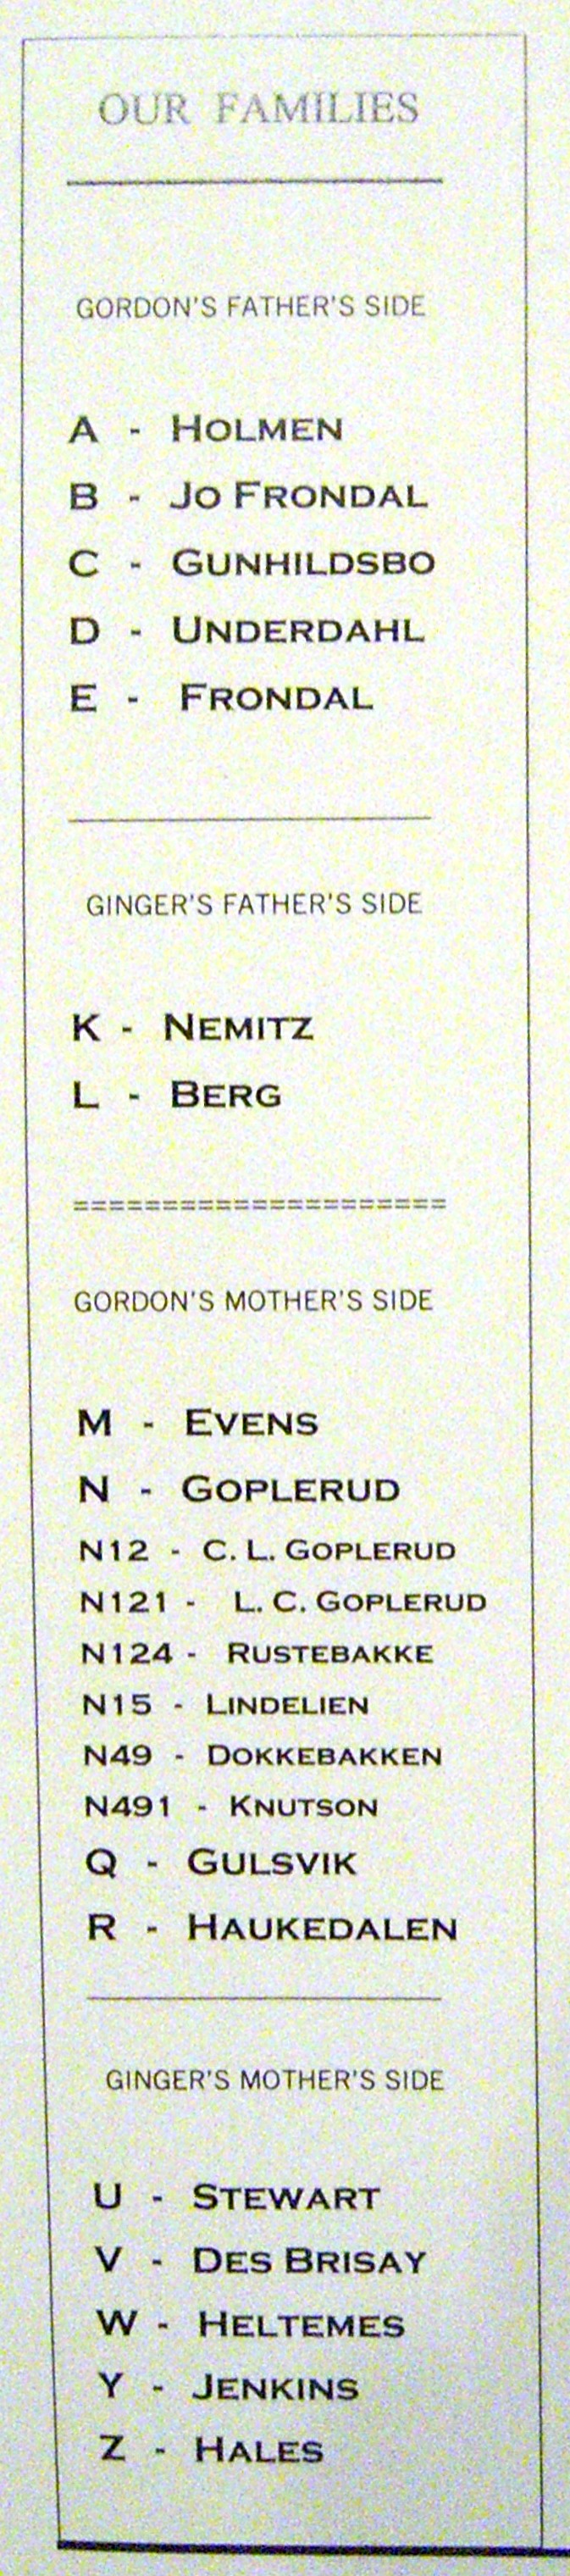 OUR FAMILIES
GORDON'S FATHER'S SIDE
A - HOLMEN
B - JO FRONDAL
C - GUNHILDSBO
D - UNDERDAHL
E - FRONDAL
GINGER'S FATHER'S SIDE
K - NEMITZ
L - BERG
=====================
GORDON'S MOTHER'S SIDE
M - EVENS
N - GOPLERUD
N12 - C. L. GOPLERUD
N121 - L. C. GOPLERUD
N124 - RUSTEBAKKE
N15 - LINDELIEN
N49 - DOKKEBAKKEN
N491 - KNUTSON
Q - GULSVIK
R - HAUKEDALEN
GINGER'S MOTHER'S SIDE
U - STEWART
V - DES BRISAY
W - HELTEMES
Y - JENKINS
Z - HALES